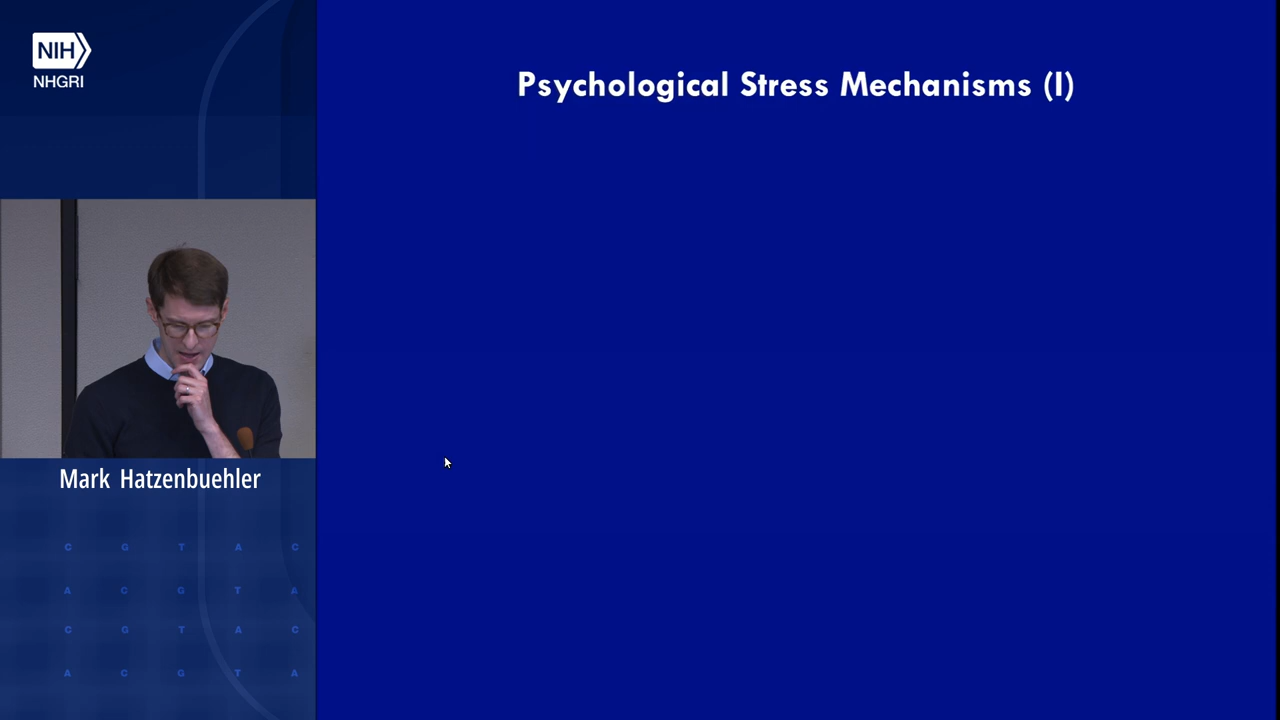 NIH
NHGRI
Psychological Stress Mechanisms (I)
Mark Hatzenbuehler
C G T A C
A C G T A
C G T A C
A C G T A